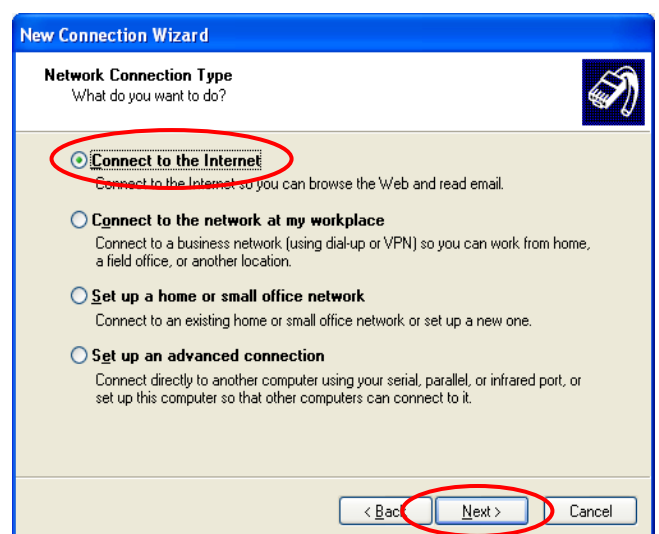 New Connection Wizard
Network Connection Type
What do you want to do?
Connect to the Internet
Connect to the Internet so you can browse the Web and read email.
Connect to the network at my workplace
Connect to a business network (using dial-up or VPN) so you can work from home,
a field office, or another location.
Set up a home or small office network
Connect to an existing home or small office network or set up a new one.
Set up an advanced connection
Connect directly to another computer using your serial, parallel, or infrared port, or
set up this computer so that other computers can connect to it.
< Back Next > Cancel